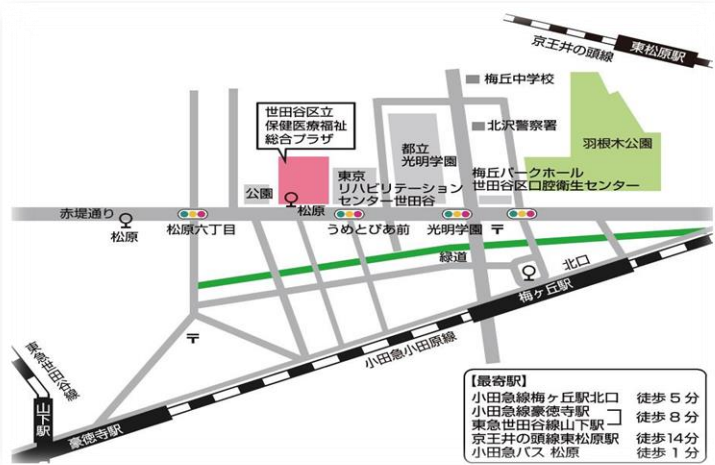 東松原駅
京王井の頭線
梅丘中学校
世田谷区立
保健医療福祉
総合プラザ
北沢警察署
羽根木公園
都立
光明学園
東京
リハビリテーション
センター世田谷
梅丘パークホール
世田谷区口腔衛生センター
公園
松原
赤堤通り
松原
松原六丁目
うめとぴあ前
光明学園
〒
緑道
北口
梅ヶ丘駅
〒
小田急小田原線
東急世田谷線
山下駅
豪徳寺駅
【最寄駅】
小田急線梅ヶ丘駅北口 徒歩5分
小田急線豪徳寺駅
東急世田谷線山下駅 徒歩8分
京王井の頭線東松原駅 徒歩14分
小田急バス 松原 徒歩1分